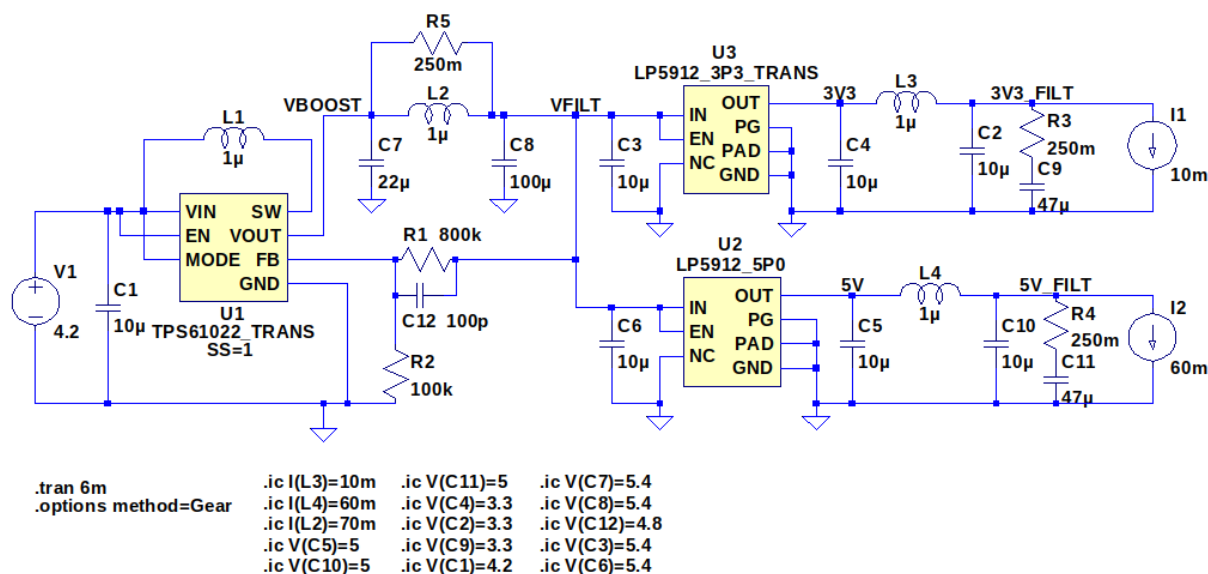 R5
250m
L2
1µ
VBOOST
VFILT
C7
22µ
C8
100µ
L1
1µ
VIN
SW
EN
VOUT
MODE
FB
GND
U1
TPS61022_TRANS
SS=1
V1
4.2
C1
10µ
R1 800k
C12 100p
R2
100k
U3
LP5912_3P3_TRANS
IN
OUT
EN
PG
PAD
NC
GND
C3
10µ
3V3
C4
10µ
L3
1µ
3V3_FILT
C2
10µ
R3
250m
C9
47µ
I1
10m
U2
LP5912_5P0
IN
OUT
EN
PG
PAD
NC
GND
C6
10µ
5V
C5
10µ
L4
1µ
5V_FILT
C10
10µ
R4
250m
C11
47µ
I2
60m
.tran 6m
.options method=Gear
.ic I(L3)=10m
.ic I(L4)=60m
.ic I(L2)=70m
.ic V(C5)=5
.ic V(C10)=5
.ic V(C11)=5
.ic V(C4)=3.3
.ic V(C2)=3.3
.ic V(C9)=3.3
.ic V(C1)=4.2
.ic V(C7)=5.4
.ic V(C8)=5.4
.ic V(C12)=4.8
.ic V(C3)=5.4
.ic V(C6)=5.4